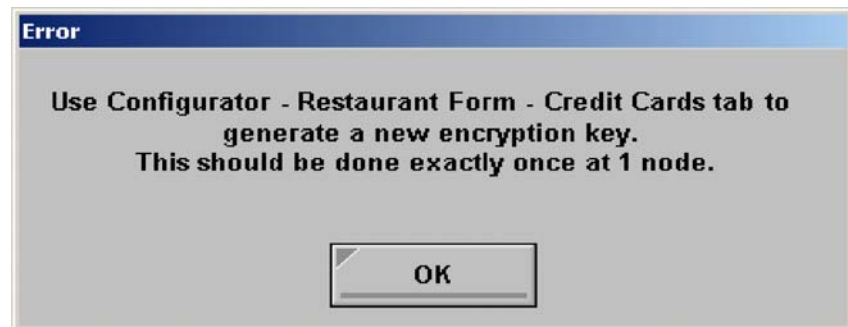 Error
Use Configurator - Restaurant Form - Credit Cards tab to
generate a new encryption key.
This should be done exactly once at 1 node.
OK